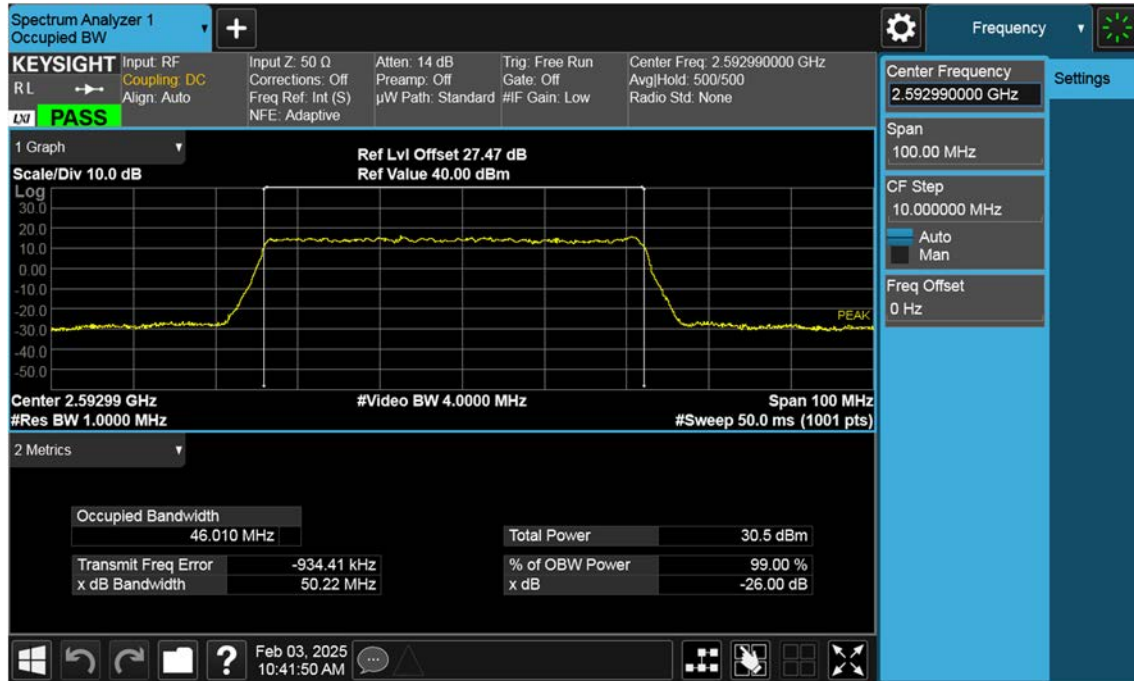 Spectrum Analyzer 1
Occupied BW
+
Frequency
KEYSIGHT
R L
LXI PASS
Input: RF
Coupling: DC
Align: Auto
Input Z: 50 Ω
Corrections: Off
Freq Ref: Int (S)
NFE: Adaptive
Atten: 14 dB
Preamp: Off
µW Path: Standard
Trig: Free Run
Gate: Off
#IF Gain: Low
Center Freq: 2.592990000 GHz
Avg|Hold: 500/500
Radio Std: None
Center Frequency
2.592990000 GHz
Settings
Span
100.00 MHz
CF Step
10.000000 MHz
Auto
Man
Freq Offset
0 Hz
1 Graph
Scale/Div 10.0 dB
Ref Lvl Offset 27.47 dB
Ref Value 40.00 dBm
Log
30.0
20.0
10.0
0.00
-10.0
-20.0
-30.0
-40.0
-50.0
PEAK
Center 2.59299 GHz
#Video BW 4.0000 MHz
Span 100 MHz
#Res BW 1.0000 MHz
#Sweep 50.0 ms (1001 pts)
2 Metrics
Occupied Bandwidth
46.010 MHz
Total Power 30.5 dBm
Transmit Freq Error -934.41 kHz
% of OBW Power 99.00 %
x dB Bandwidth 50.22 MHz
x dB -26.00 dB
?
Feb 03, 2025
10:41:50 AM